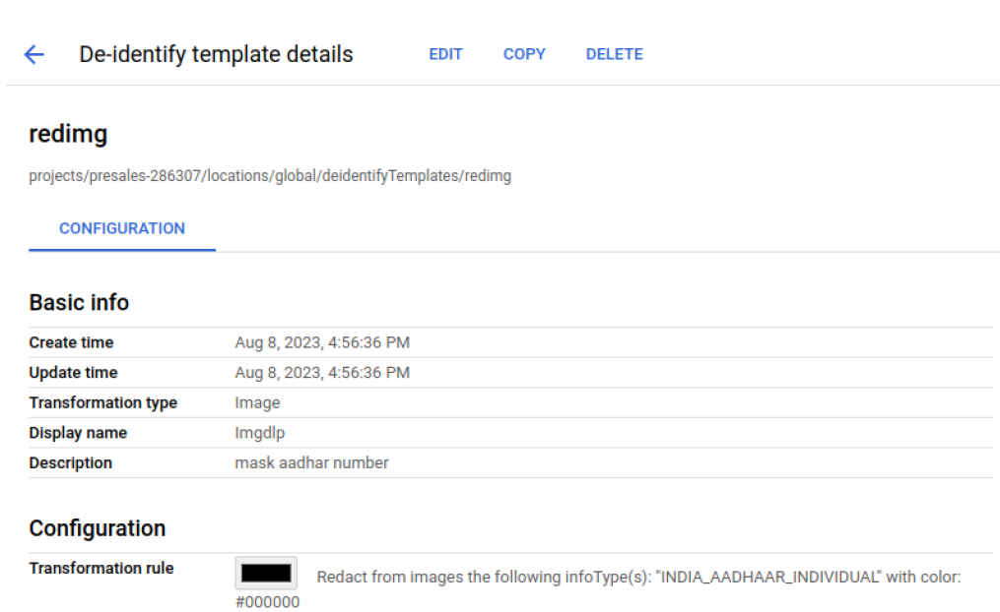 De-identify template details EDIT COPY DELETE
redimg
projects/presales-286307/locations/global/deidentifyTemplates/redimg
CONFIGURATION
Basic info
Create time Aug 8, 2023, 4:56:36 PM
Update time Aug 8, 2023, 4:56:36 PM
Transformation type Image
Display name Imgdlp
Description mask aadhar number
Configuration
Transformation rule Redact from images the following infoType(s): "INDIA_AADHAAR_INDIVIDUAL" with color:
#000000